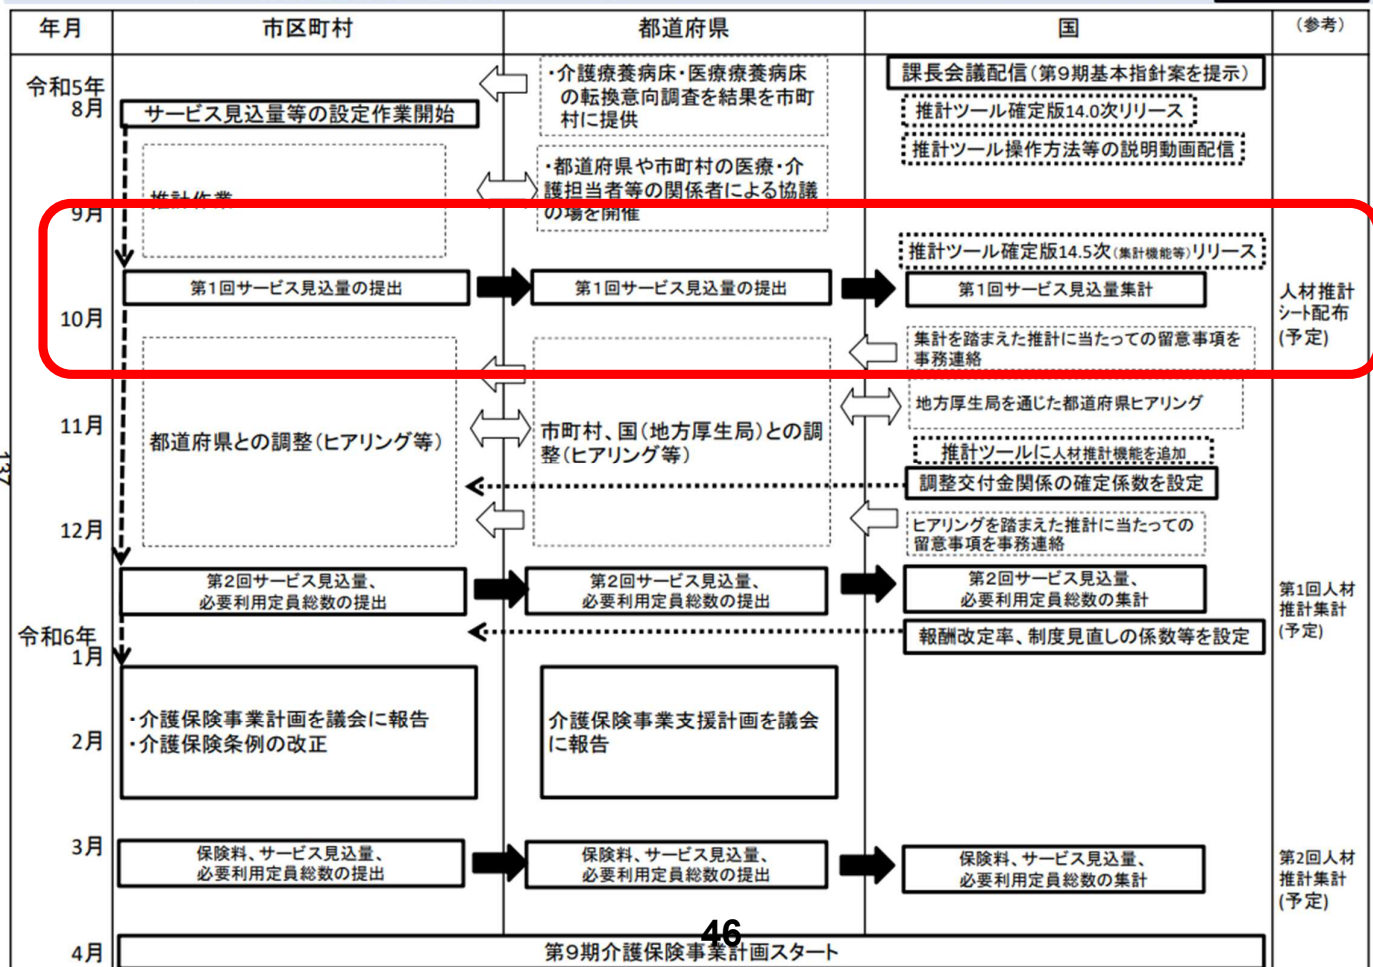 年月
市区町村
都道府県
国
（参考）
令和5年
8月
サービス見込量等の設定作業開始
・介護療養病床・医療療養病床
の転換意向調査を結果を市町
村に提供
課長会議配信（第9期基本指針案を提示）
推計ツール確定版14.0次リリース
推計ツール操作方法等の説明動画配信
推計作業
・都道府県や市町村の医療・介
護担当者等の関係者による協議
の場を開催
9月
推計ツール確定版14.5次（集計機能等）リリース
第1回サービス見込量の提出
第1回サービス見込量の提出
第1回サービス見込量集計
人材推計
シート配布
(予定)
10月
集計を踏まえた推計に当たっての留意事項を
事務連絡
地方厚生局を通じた都道府県ヒアリング
11月
都道府県との調整（ヒアリング等）
市町村、国（地方厚生局）との調
整（ヒアリング等）
推計ツールに人材推計機能を追加
調整交付金関係の確定係数を設定
137
12月
ヒアリングを踏まえた推計に当たっての
留意事項を事務連絡
第2回サービス見込量、
必要利用定員総数の提出
第2回サービス見込量、
必要利用定員総数の提出
第2回サービス見込量、
必要利用定員総数の集計
第1回人材
推計集計
(予定)
令和6年
1月
報酬改定率、制度見直しの係数等を設定
2月
・介護保険事業計画を議会に報告
・介護保険条例の改正
介護保険事業支援計画を議会
に報告
3月
保険料、サービス見込量、
必要利用定員総数の提出
保険料、サービス見込量、
必要利用定員総数の提出
保険料、サービス見込量、
必要利用定員総数の集計
第2回人材
推計集計
(予定)
46
4月
第9期介護保険事業計画スタート